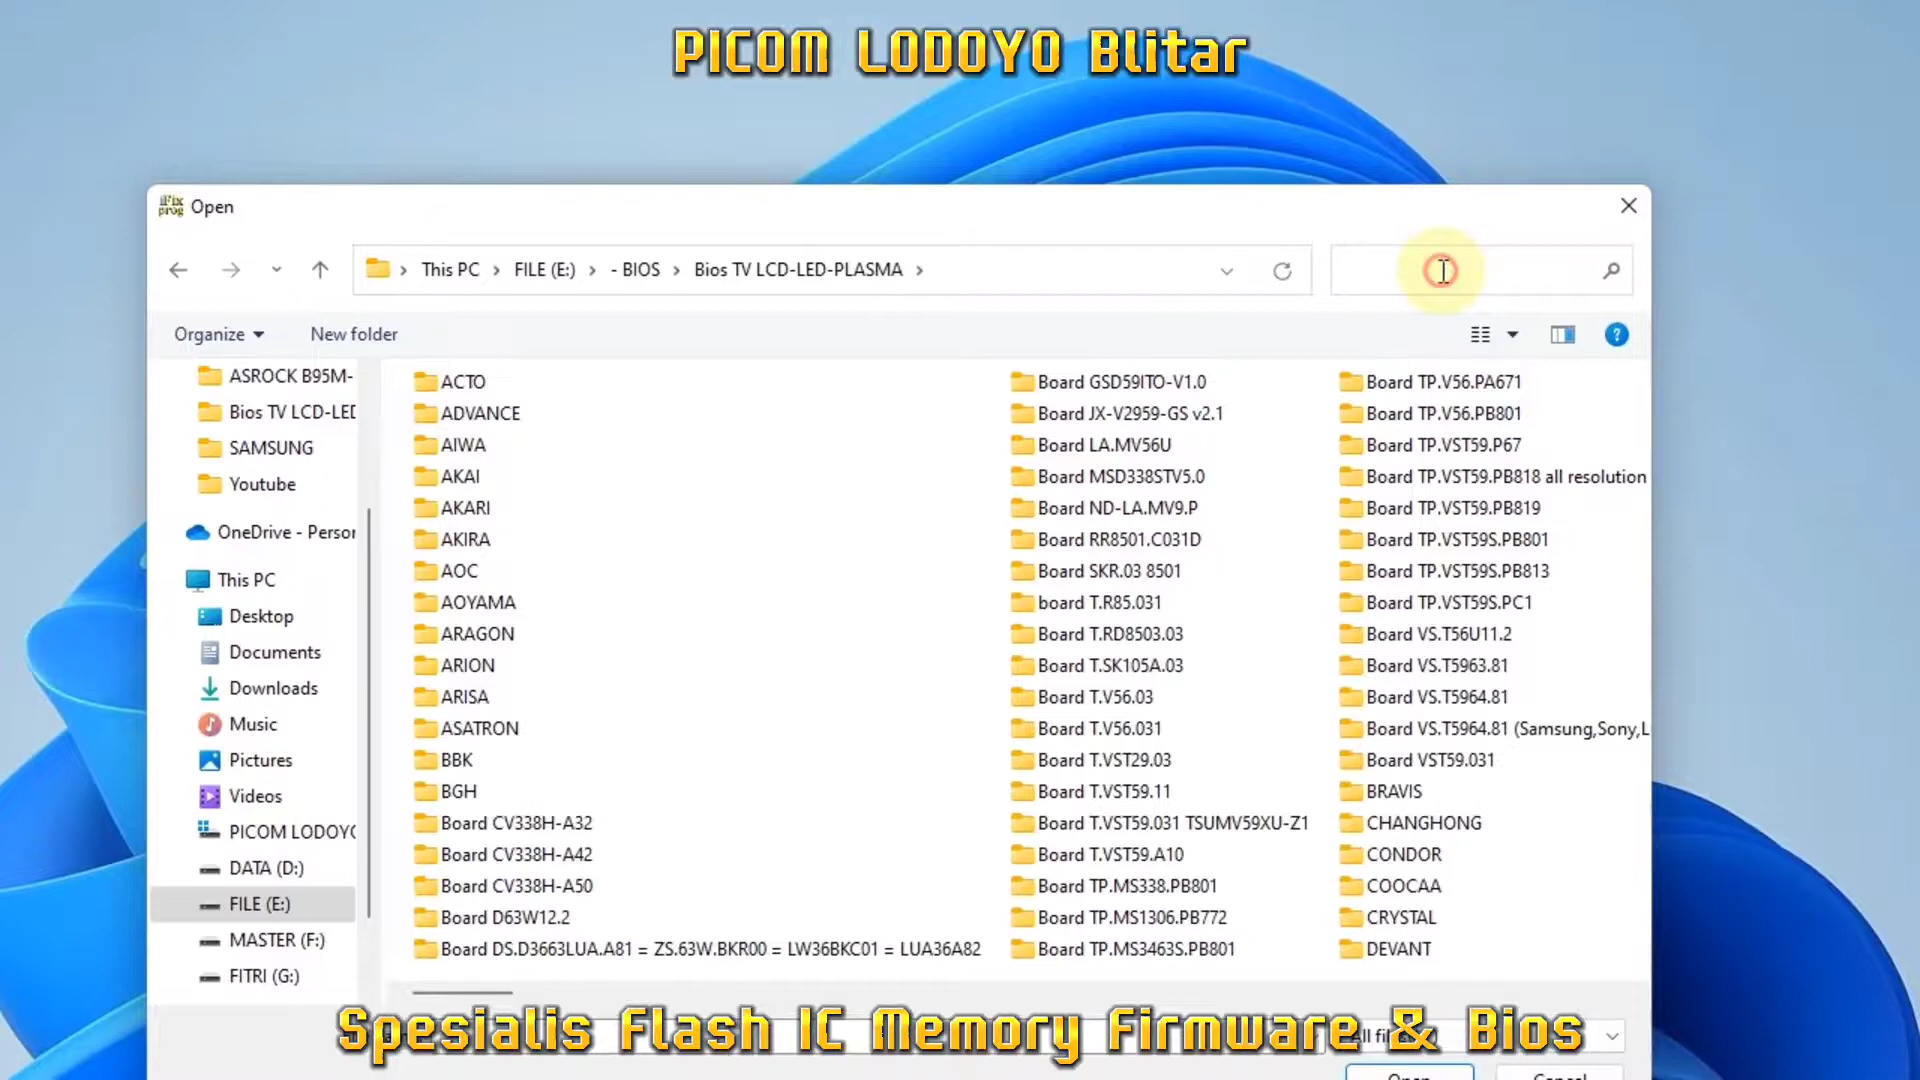 PICOM LODOYO Blitar
iFix prog Open
This PC FILE (E:) - BIOS Bios TV LCD-LED-PLASMA
Organize New folder ?
ASROCK B95M-
Bios TV LCD-LED
SAMSUNG
Youtube
OneDrive - Person
This PC
Desktop
Documents
Downloads
Music
Pictures
Videos
PICOM LODOYO
DATA (D:)
FILE (E:)
MASTER (F:)
FITRI (G:)
ACTO
ADVANCE
AIWA
AKAI
AKARI
AKIRA
AOC
AOYAMA
ARAGON
ARION
ARISA
ASATRON
BBK
BGH
Board CV338H-A32
Board CV338H-A42
Board CV338H-A50
Board D63W12.2
Board DS.D3663LUA.A81 = ZS.63W.BKR00 = LW36BKC01 = LUA36A82
Board GSD59ITO-V1.0
Board JX-V2959-GS v2.1
Board LA.MV56U
Board MSD338STV5.0
Board ND-LA.MV9.P
Board RR8501.C031D
Board SKR.03 8501
board T.R85.031
Board T.RD8503.03
Board T.SK105A.03
Board T.V56.03
Board T.V56.031
Board T.VST29.03
Board T.VST59.11
Board T.VST59.031 TSUMV59XU-Z1
Board T.VST59.A10
Board TP.MS338.PB801
Board TP.MS1306.PB772
Board TP.MS3463S.PB801
Board TP.V56.PA671
Board TP.V56.PB801
Board TP.VST59.P67
Board TP.VST59.PB818 all resolution
Board TP.VST59.PB819
Board TP.VST59S.PB801
Board TP.VST59S.PB813
Board TP.VST59S.PC1
Board VS.T56U11.2
Board VS.T5963.81
Board VS.T5964.81
Board VS.T5964.81 (Samsung,Sony,L
Board VST59.031
BRAVIS
CHANGHONG
CONDOR
COOCAA
CRYSTAL
DEVANT
Spesialis Flash IC Memory Firmware & Bios
All fil
Open Cancel